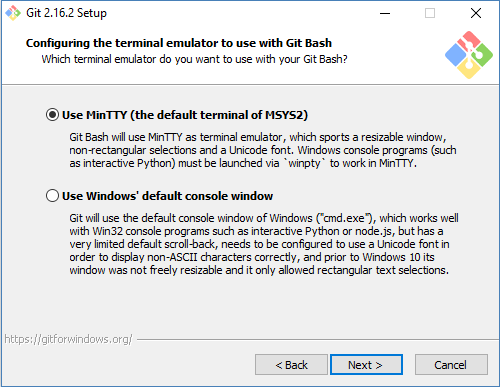 Git 2.16.2 Setup
Configuring the terminal emulator to use with Git Bash
Which terminal emulator do you want to use with your Git Bash?
Use MinTTY (the default terminal of MSYS2)
Git Bash will use MinTTY as terminal emulator, which sports a resizable window,
non-rectangular selections and a Unicode font. Windows console programs (such
as interactive Python) must be launched via `winpty` to work in MinTTY.
Use Windows' default console window
Git will use the default console window of Windows ("cmd.exe"), which works well
with Win32 console programs such as interactive Python or node.js, but has a
very limited default scroll-back, needs to be configured to use a Unicode font in
order to display non-ASCII characters correctly, and prior to Windows 10 its
window was not freely resizable and it only allowed rectangular text selections.
https://gitforwindows.org/
< Back
Next >
Cancel